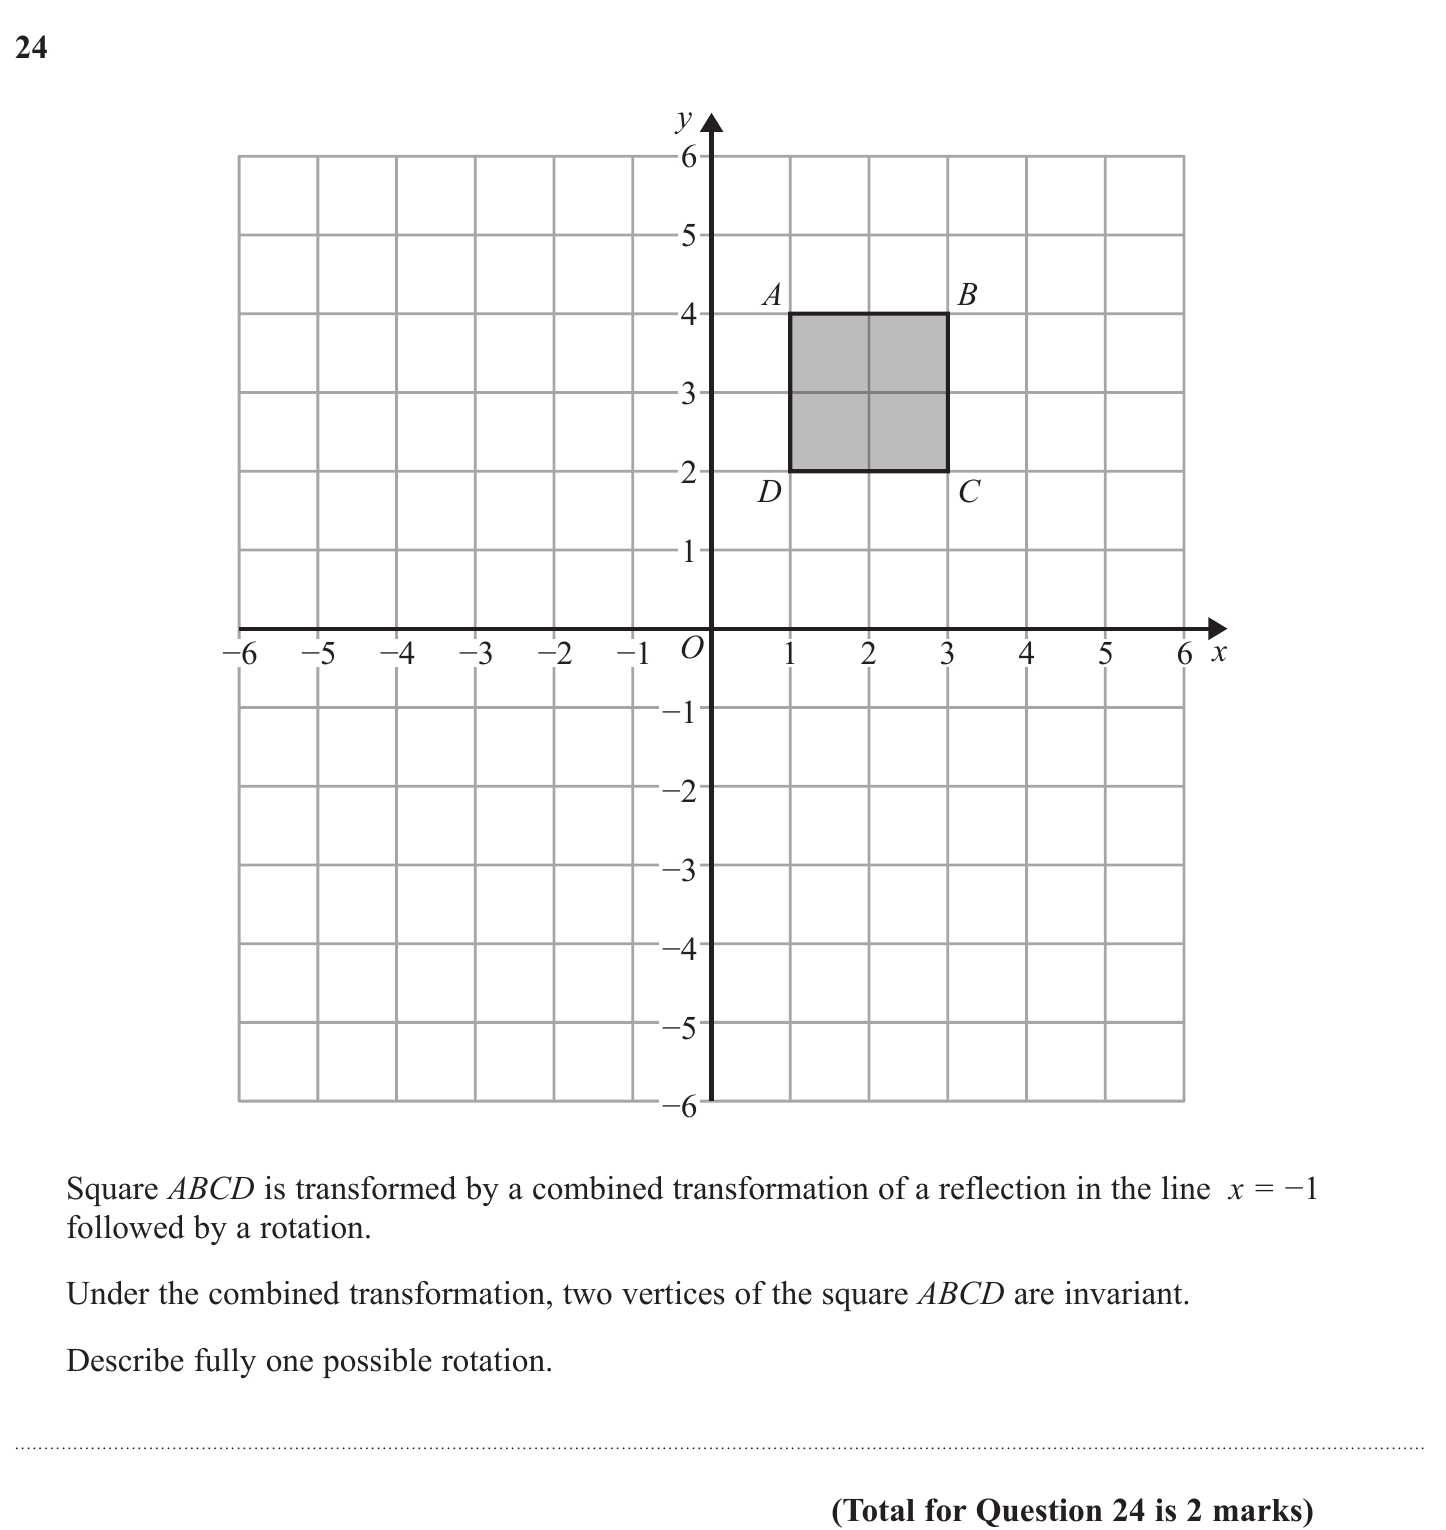 24
y
6
5
A B
4
3
2
D C
1
−6 −5 −4 −3 −2 −1 O 1 2 3 4 5 6 x
−1
−2
−3
−4
−5
−6
Square ABCD is transformed by a combined transformation of a reflection in the line x = −1
followed by a rotation.
Under the combined transformation, two vertices of the square ABCD are invariant.
Describe fully one possible rotation.
(Total for Question 24 is 2 marks)